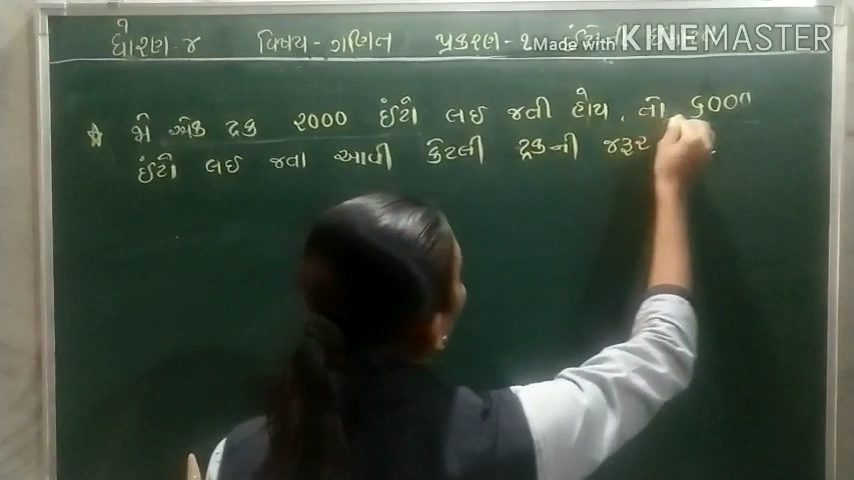 ધોરણ-૪ વિષય-ગણિત પ્રકરણ-૧
Made with KINEMASTER
જો એક ટ્રક ૨૦૦૦ ઈંટો લઈ જતી હોય, તો ૬૦૦૦
ઈંટો લઈ જવા આવી કેટલી ટ્રકની જરૂર